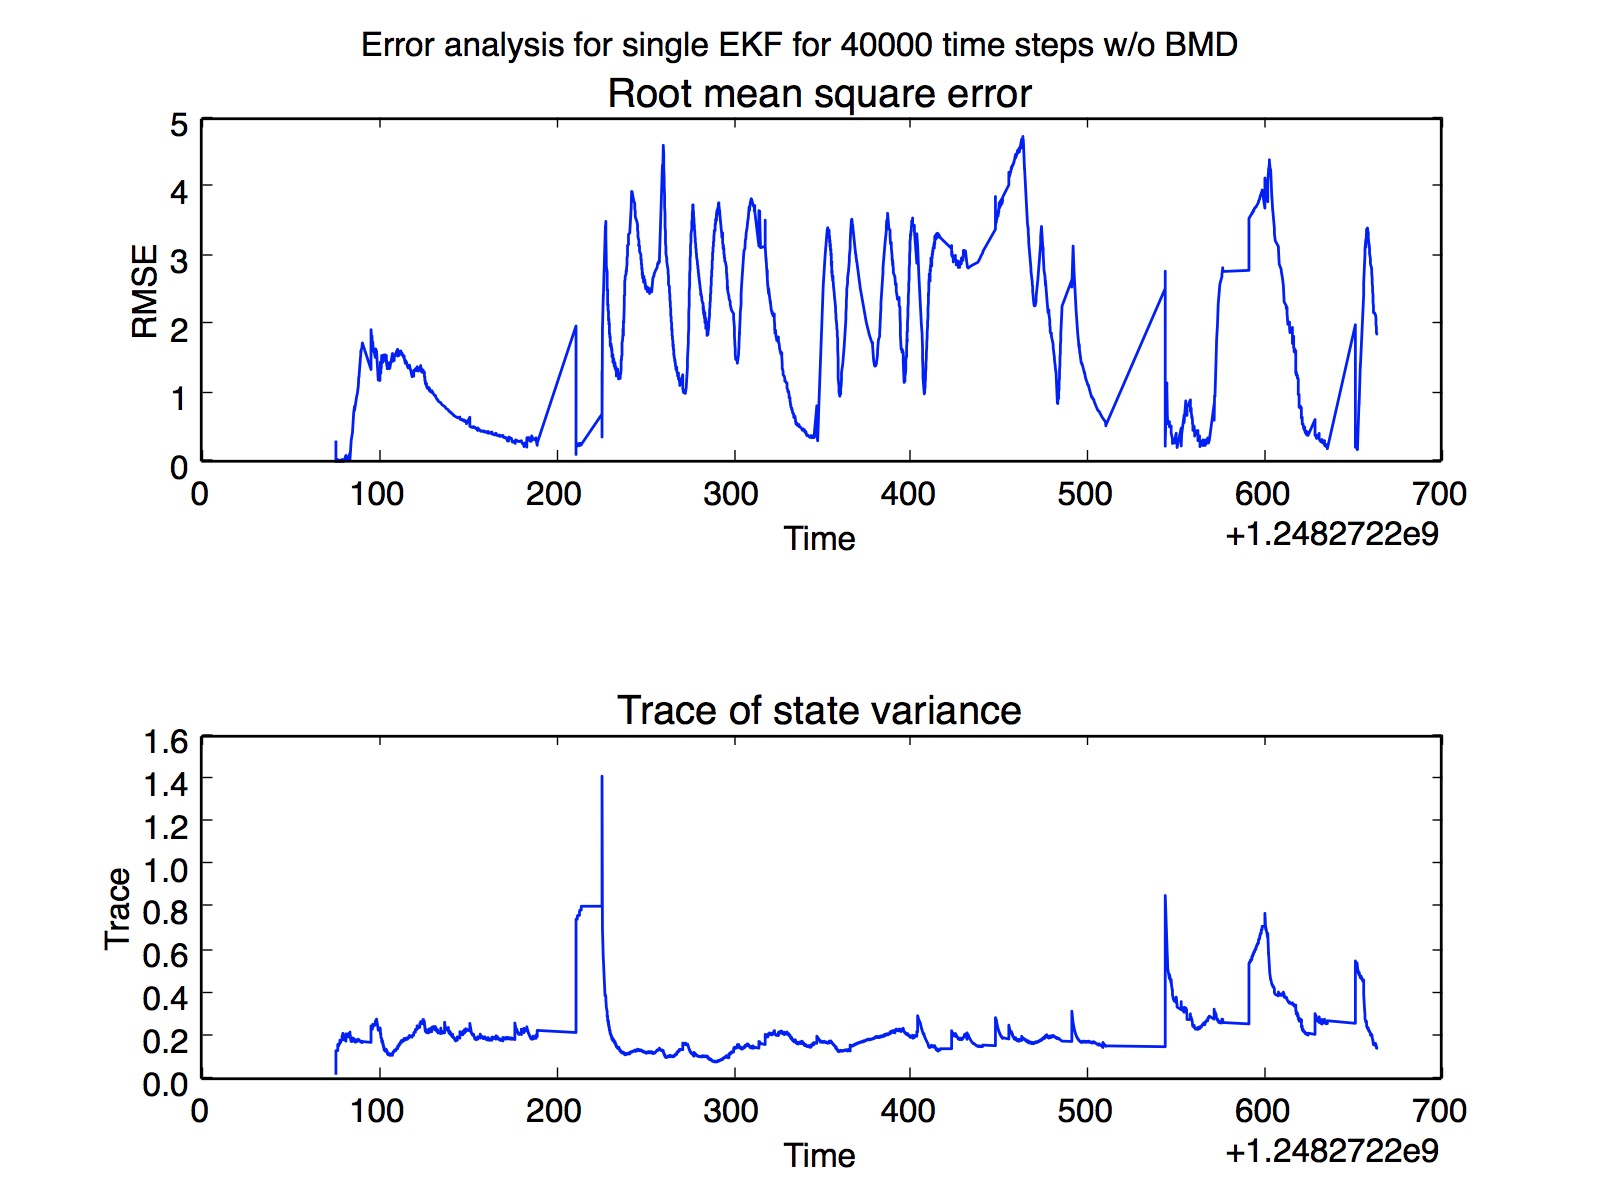 Error analysis for single EKF for 40000 time steps w/o BMD
Root mean square error
5
4
3
2
1
0
RMSE
0 100 200 300 400 500 600 700
Time
+1.2482722e9
Trace of state variance
1.6
1.4
1.2
1.0
0.8
0.6
0.4
0.2
0.0
Trace
0 100 200 300 400 500 600 700
Time
+1.2482722e9